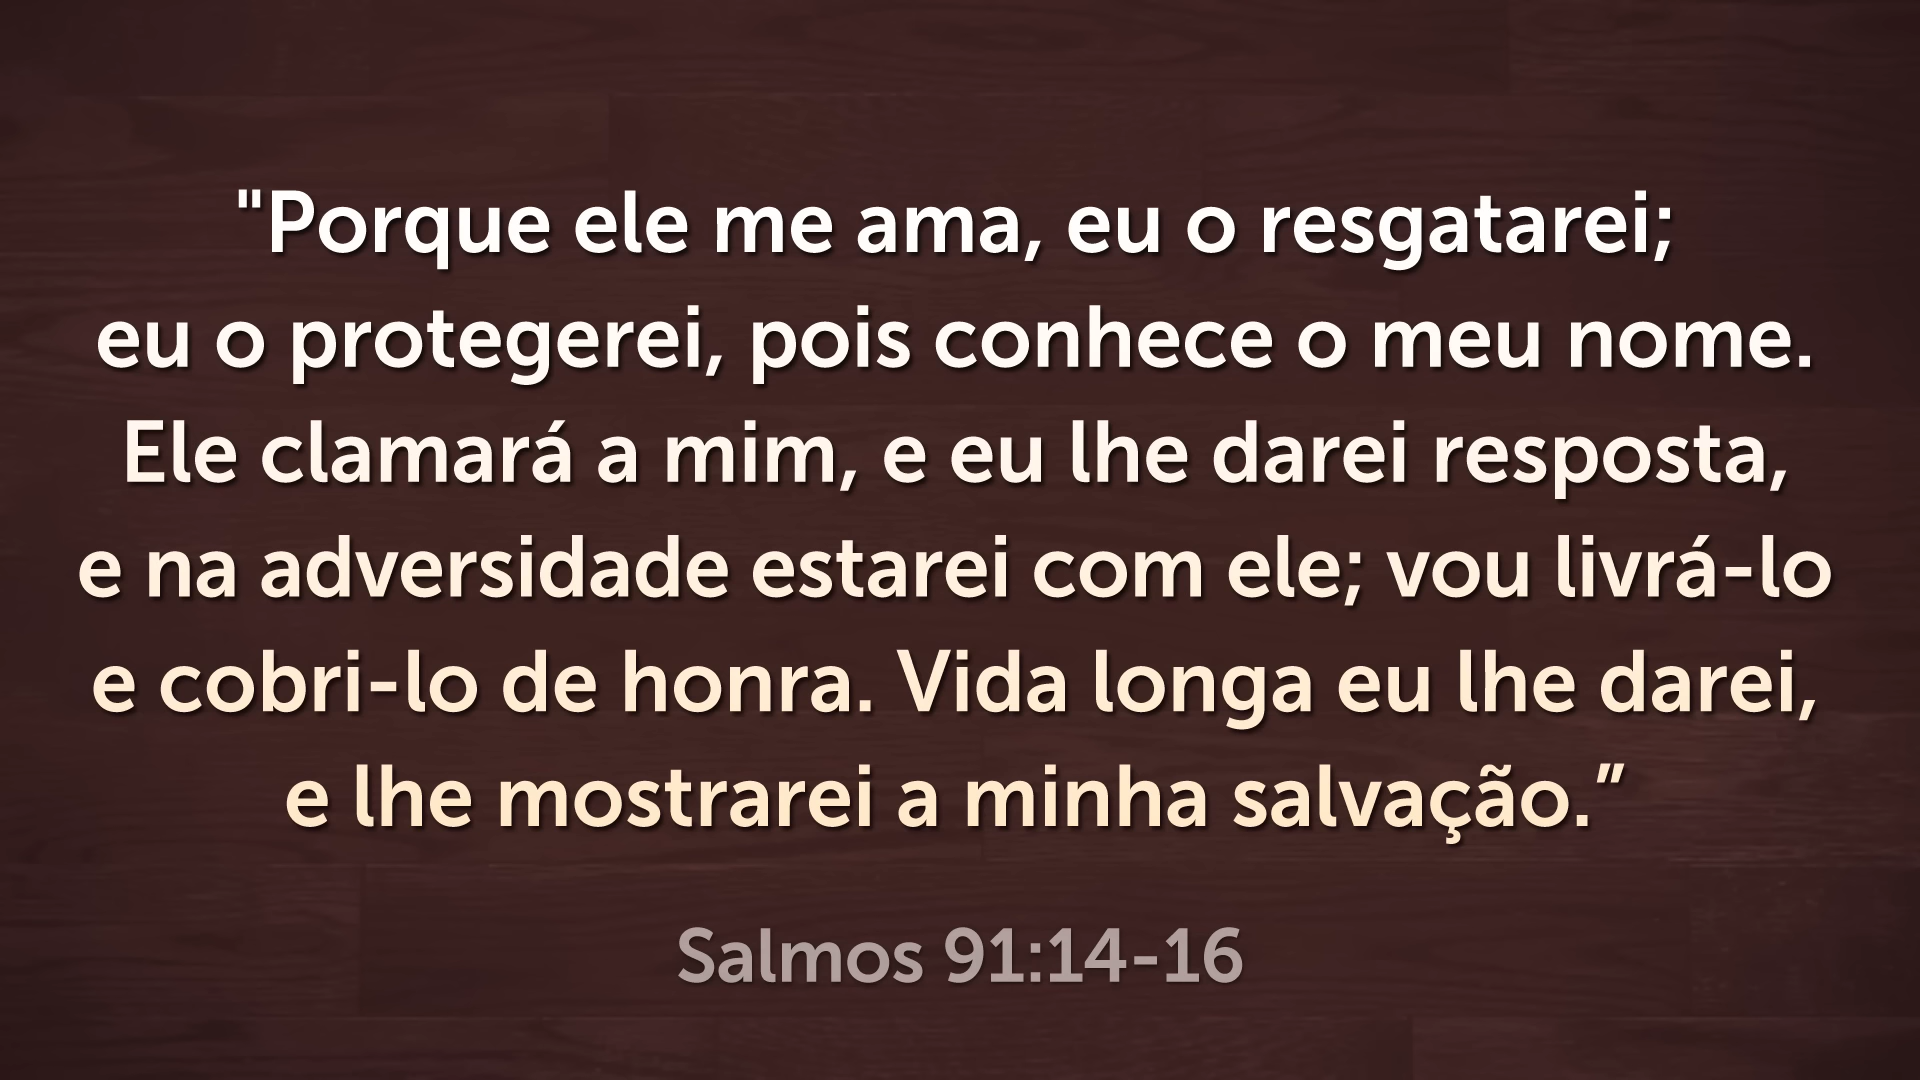 "Porque ele me ama, eu o resgatarei;
eu o protegerei, pois conhece o meu nome.
Ele clamará a mim, e eu lhe darei resposta,
e na adversidade estarei com ele; vou livrá-lo
e cobri-lo de honra. Vida longa eu lhe darei,
e lhe mostrarei a minha salvação.”
Salmos 91:14-16